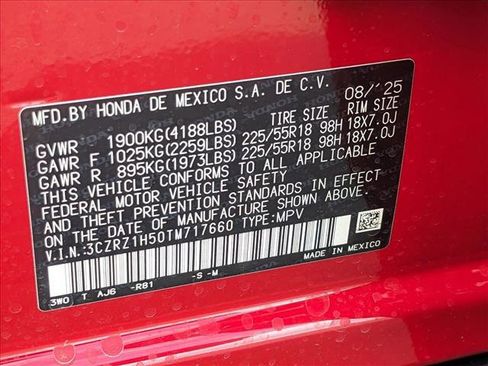 MFD.BY HONDA DE MEXICO S.A. DE C.V. 08/'25
TIRE SIZE RIM SIZE
GVWR 1900KG(4188LBS)
GAWR F 1025KG(2259LBS) 225/55R18 98H 18X7.0J
GAWR R 895KG(1973LBS) 225/55R18 98H 18X7.0J
THIS VEHICLE CONFORMS TO ALL APPLICABLE
FEDERAL MOTOR VEHICLE SAFETY
AND THEFT PREVENTION STANDARDS IN EFFECT
ON THE DATE OF MANUFACTURE SHOWN ABOVE.
V.I.N.:3CZRZ1H50TM717660 TYPE:MPV
MADE IN MEXICO
3WO T AJ6 -R81 -S -M